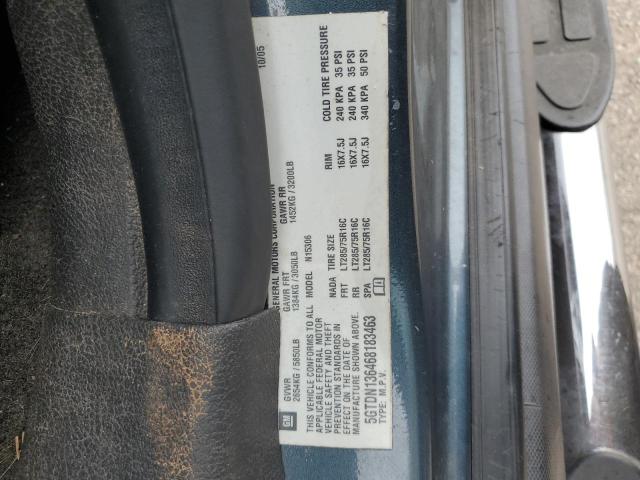 GENERAL MOTORS CORPORATION 10/05
GM
GVWR GAWR FRT GAWR RR
2654KG / 5850LB 1384KG / 3050LB 1452KG / 3200LB
THIS VEHICLE CONFORMS TO ALL MODEL N15306
APPLICABLE FEDERAL MOTOR
VEHICLE SAFETY AND THEFT NADA TIRE SIZE RIM COLD TIRE PRESSURE
PREVENTION STANDARDS IN FRT LT285/75R16C 16X7.5J 240 KPA 35 PSI
EFFECT ON THE DATE OF RR LT285/75R16C 16X7.5J 240 KPA 35 PSI
MANUFACTURE SHOWN ABOVE. SPA LT285/75R16C 16X7.5J 340 KPA 50 PSI
5GTDN136468183463
TYPE: M.P.V.